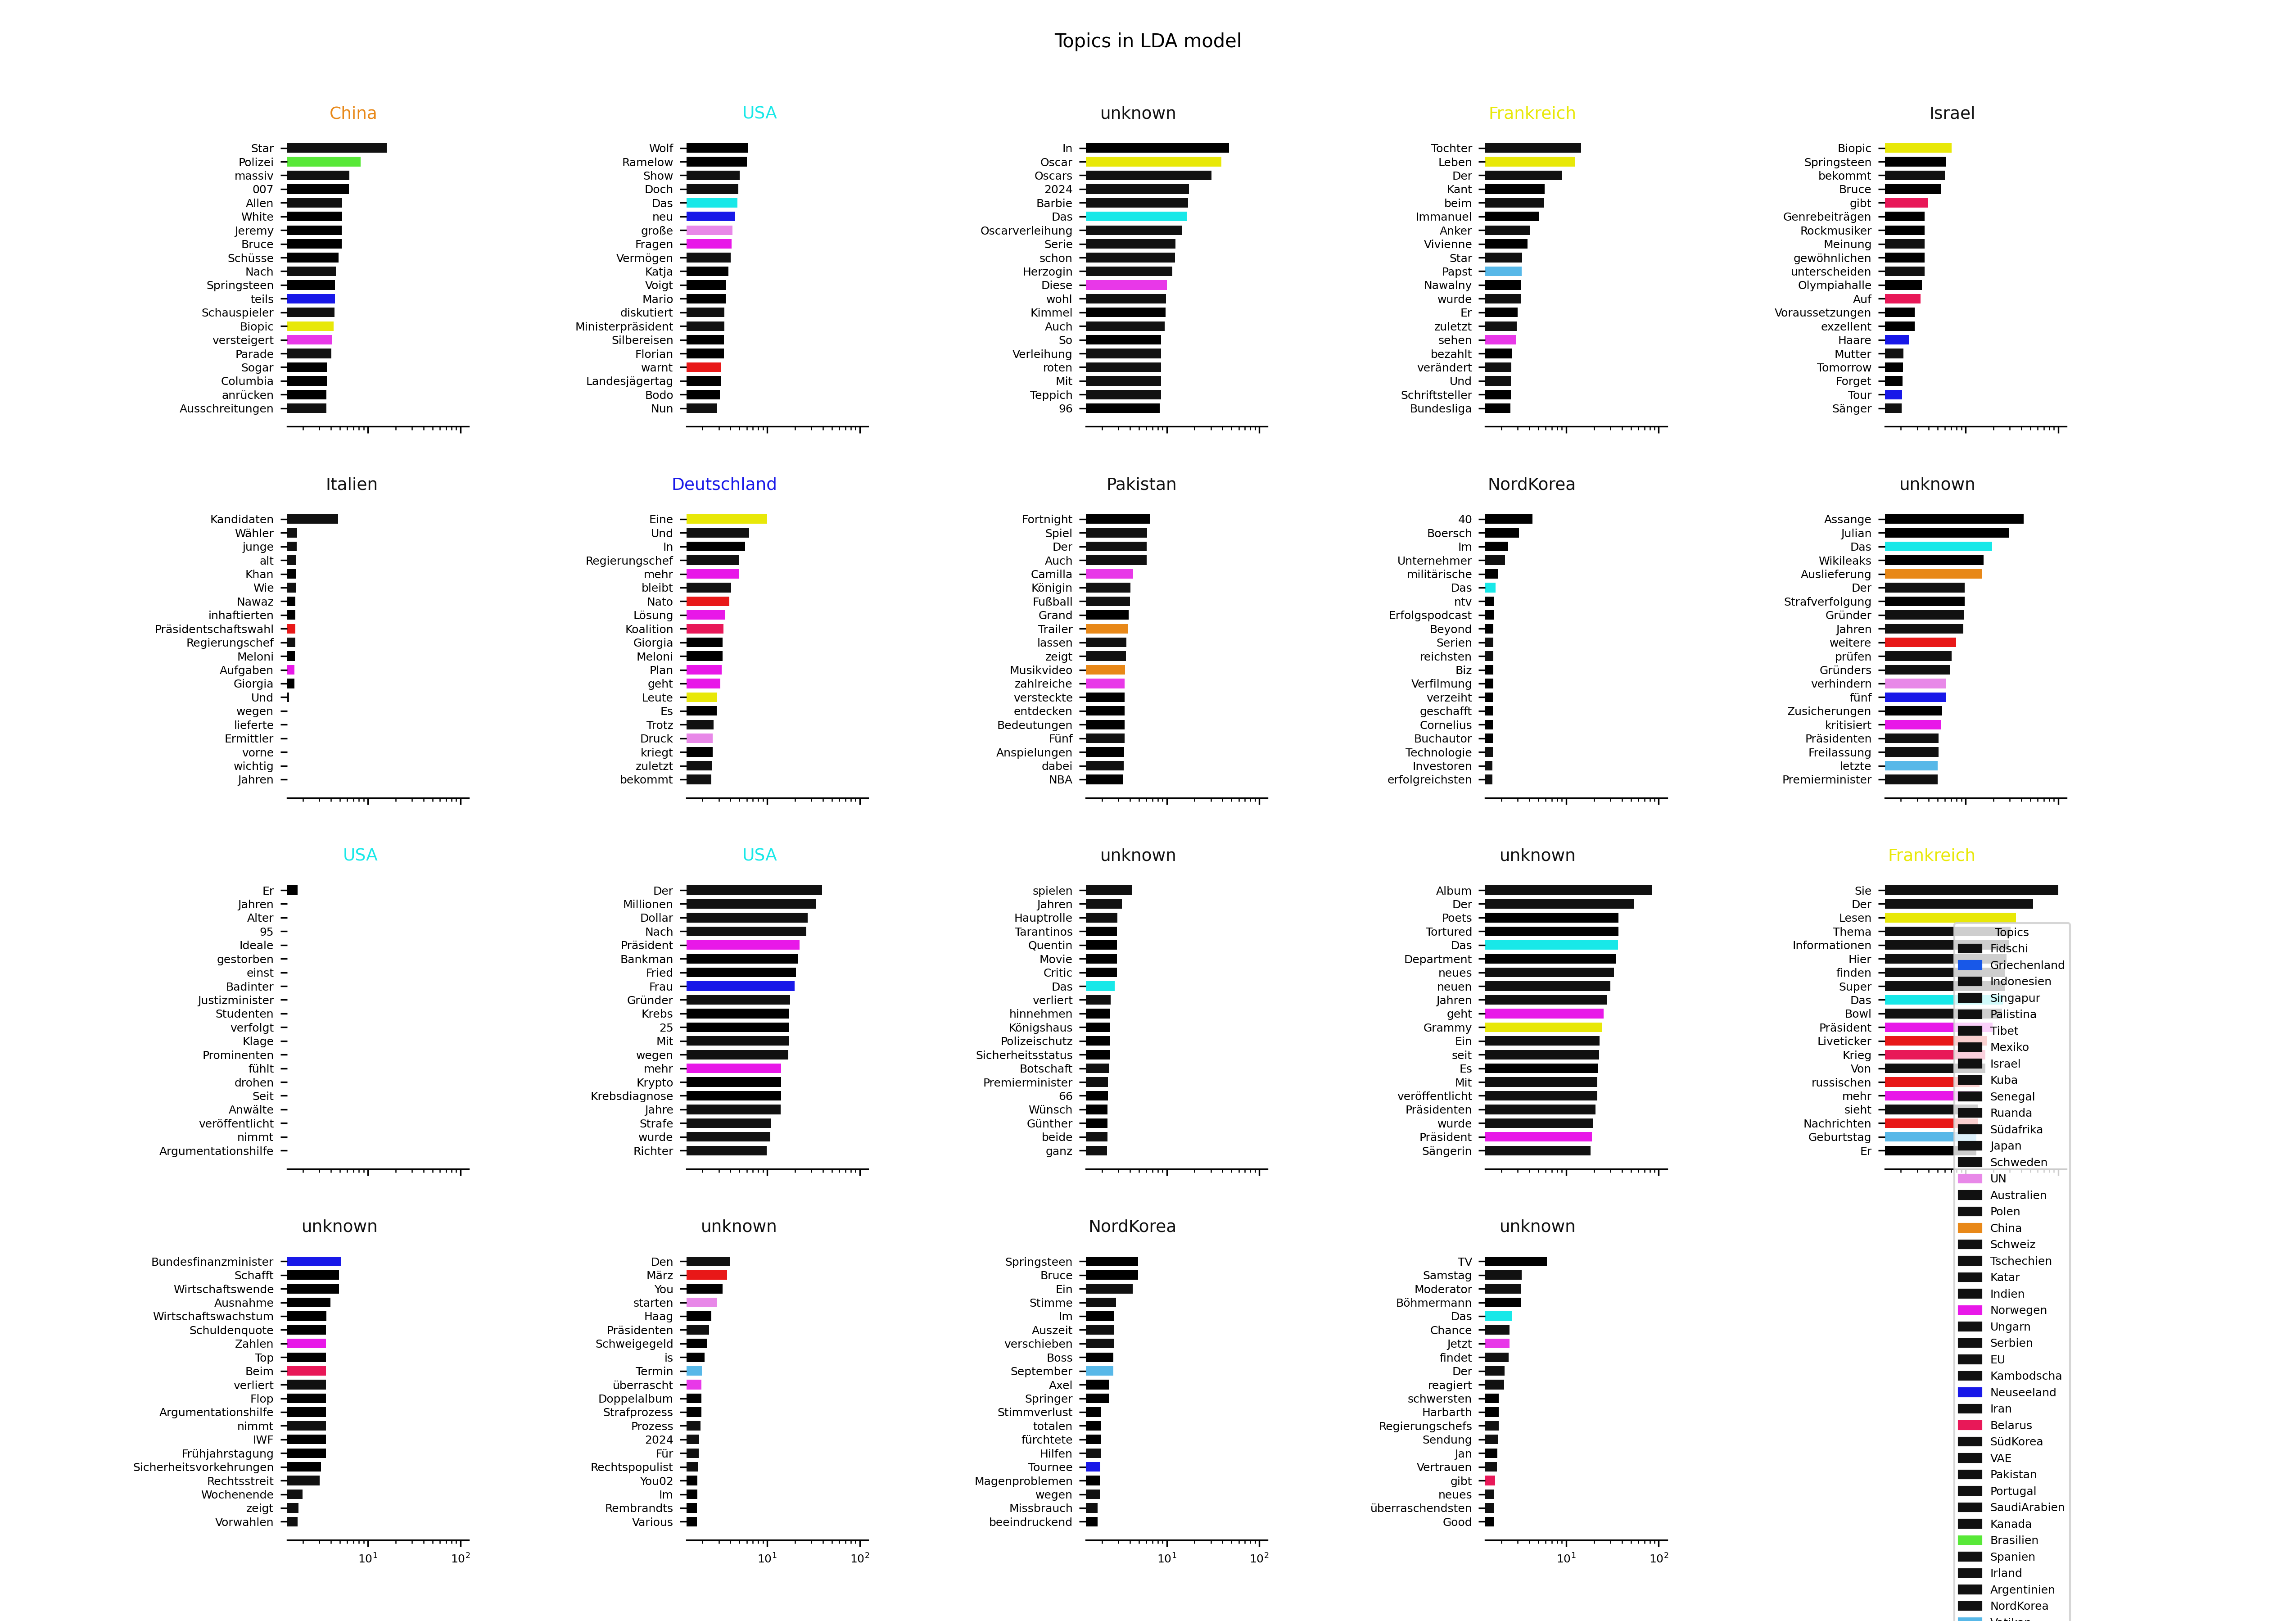 Topics in LDA model
China
Star
Polizei
massiv
007
Allen
White
Jeremy
Bruce
Schüsse
Nach
Springsteen
teils
Schauspieler
Biopic
versteigert
Parade
Sogar
Columbia
anrücken
Ausschreitungen
USA
Wolf
Ramelow
Show
Doch
Das
neu
große
Fragen
Vermögen
Katja
Voigt
Mario
diskutiert
Ministerpräsident
Silbereisen
Florian
warnt
Landesjägertag
Bodo
Nun
unknown
In
Oscar
Oscars
2024
Barbie
Das
Oscarverleihung
Serie
schon
Herzogin
Diese
wohl
Kimmel
Auch
So
Verleihung
roten
Mit
Teppich
96
Frankreich
Tochter
Leben
Der
Kant
beim
Immanuel
Anker
Vivienne
Star
Papst
Nawalny
wurde
Er
zuletzt
sehen
bezahlt
verändert
Und
Schriftsteller
Bundesliga
Israel
Biopic
Springsteen
bekommt
Bruce
gibt
Genrebeiträgen
Rockmusiker
Meinung
gewöhnlichen
unterscheiden
Olympiahalle
Auf
Voraussetzungen
exzellent
Haare
Mutter
Tomorrow
Forget
Tour
Sänger
Italien
Kandidaten
Wähler
junge
alt
Khan
Wie
Nawaz
inhaftierten
Präsidentschaftswahl
Regierungschef
Meloni
Aufgaben
Giorgia
Und
wegen
lieferte
Ermittler
vorne
wichtig
Jahren
Deutschland
Eine
Und
In
Regierungschef
mehr
bleibt
Nato
Lösung
Koalition
Giorgia
Meloni
Plan
geht
Leute
Es
Trotz
Druck
kriegt
zuletzt
bekommt
Pakistan
Fortnight
Spiel
Der
Auch
Camilla
Königin
Fußball
Grand
Trailer
lassen
zeigt
Musikvideo
zahlreiche
versteckte
entdecken
Bedeutungen
Fünf
Anspielungen
dabei
NBA
NordKorea
40
Boersch
Im
Unternehmer
militärische
Das
ntv
Erfolgspodcast
Beyond
Serien
reichsten
Biz
Verfilmung
verzeiht
geschafft
Cornelius
Buchautor
Technologie
Investoren
erfolgreichsten
unknown
Assange
Julian
Das
Wikileaks
Auslieferung
Der
Strafverfolgung
Gründer
Jahren
weitere
prüfen
Gründers
verhindern
fünf
Zusicherungen
kritisiert
Präsidenten
Freilassung
letzte
Premierminister
USA
Er
Jahren
Alter
95
Ideale
gestorben
einst
Badinter
Justizminister
Studenten
verfolgt
Klage
Prominenten
fühlt
drohen
Seit
Anwälte
veröffentlicht
nimmt
Argumentationshilfe
USA
Der
Millionen
Dollar
Nach
Präsident
Bankman
Fried
Frau
Gründer
Krebs
25
Mit
wegen
mehr
Krypto
Krebsdiagnose
Jahre
Strafe
wurde
Richter
unknown
spielen
Jahren
Hauptrolle
Tarantinos
Quentin
Movie
Critic
Das
verliert
hinnehmen
Königshaus
Polizeischutz
Sicherheitsstatus
Botschaft
Premierminister
66
Wünsch
Günther
beide
ganz
unknown
Album
Der
Poets
Tortured
Das
Department
neues
neuen
Jahren
geht
Grammy
Ein
seit
Es
Mit
veröffentlicht
Präsidenten
wurde
Präsident
Sängerin
Frankreich
Sie
Der
Lesen
Thema
Informationen
Hier
finden
Super
Das
Bowl
Präsident
Liveticker
Krieg
Von
russischen
mehr
sieht
Nachrichten
Geburtstag
Er
Topics
Fidschi
Griechenland
Indonesien
Singapur
Palistina
Tibet
Mexiko
Israel
Kuba
Senegal
Ruanda
Südafrika
Japan
Schweden
UN
Australien
Polen
China
Schweiz
Tschechien
Katar
Indien
Norwegen
Ungarn
Serbien
EU
Kambodscha
Neuseeland
Iran
Belarus
SüdKorea
VAE
Pakistan
Portugal
SaudiArabien
Kanada
Brasilien
Spanien
Irland
Argentinien
NordKorea
unknown
Bundesfinanzminister
Schafft
Wirtschaftswende
Ausnahme
Wirtschaftswachstum
Schuldenquote
Zahlen
Top
Beim
verliert
Flop
Argumentationshilfe
nimmt
IWF
Frühjahrstagung
Sicherheitsvorkehrungen
Rechtsstreit
Wochenende
zeigt
Vorwahlen
10¹ 10²
unknown
Den
März
You
starten
Haag
Präsidenten
Schweigegeld
is
Termin
überrascht
Doppelalbum
Strafprozess
Prozess
2024
Für
Rechtspopulist
You02
Im
Rembrandts
Various
10¹ 10²
NordKorea
Springsteen
Bruce
Ein
Stimme
Im
Auszeit
verschieben
Boss
September
Axel
Springer
Stimmverlust
totalen
fürchtete
Hilfen
Tournee
Magenproblemen
wegen
Missbrauch
beeindruckend
10¹ 10²
unknown
TV
Samstag
Moderator
Böhmermann
Das
Chance
Jetzt
findet
Der
reagiert
schwersten
Harbarth
Regierungschefs
Sendung
Jan
Vertrauen
gibt
neues
überraschendsten
Good
10¹ 10²